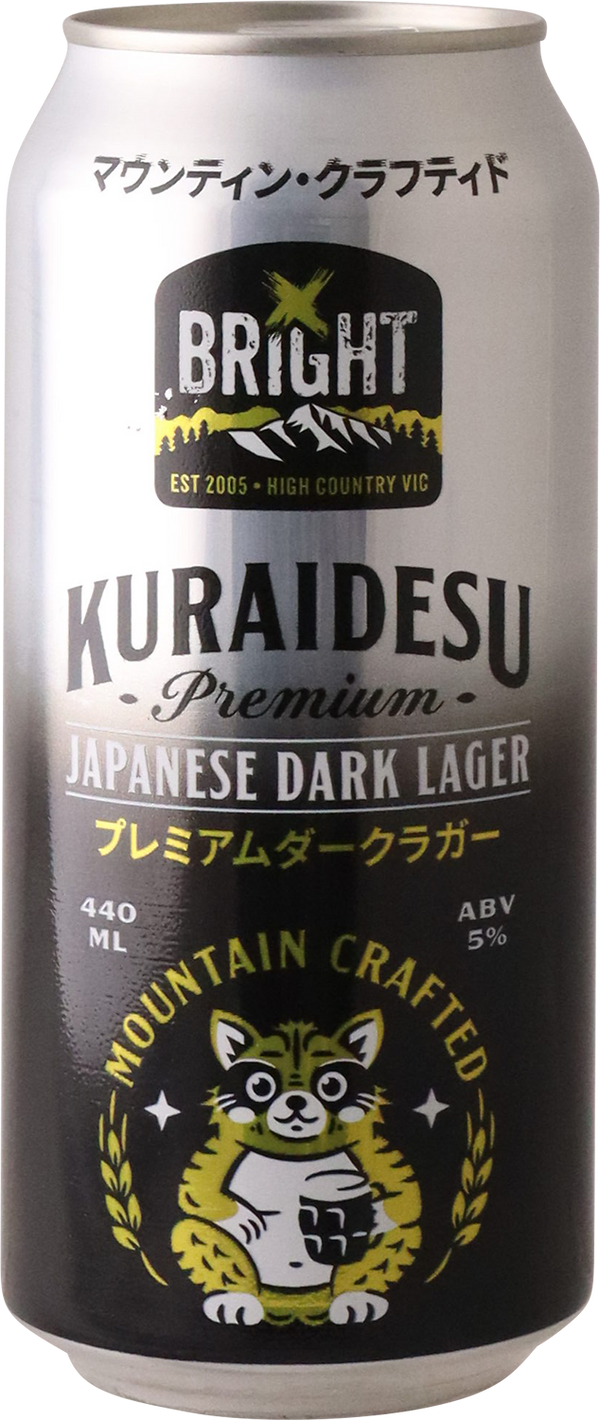 マウンティン・クラフティド
BRIGHT
EST 2005 • HIGH COUNTRY VIC
KURAIDESU
- Premium -
JAPANESE DARK LAGER
プレミアムダークラガー
440
ML
ABV
5%
MOUNTAIN CRAFTED